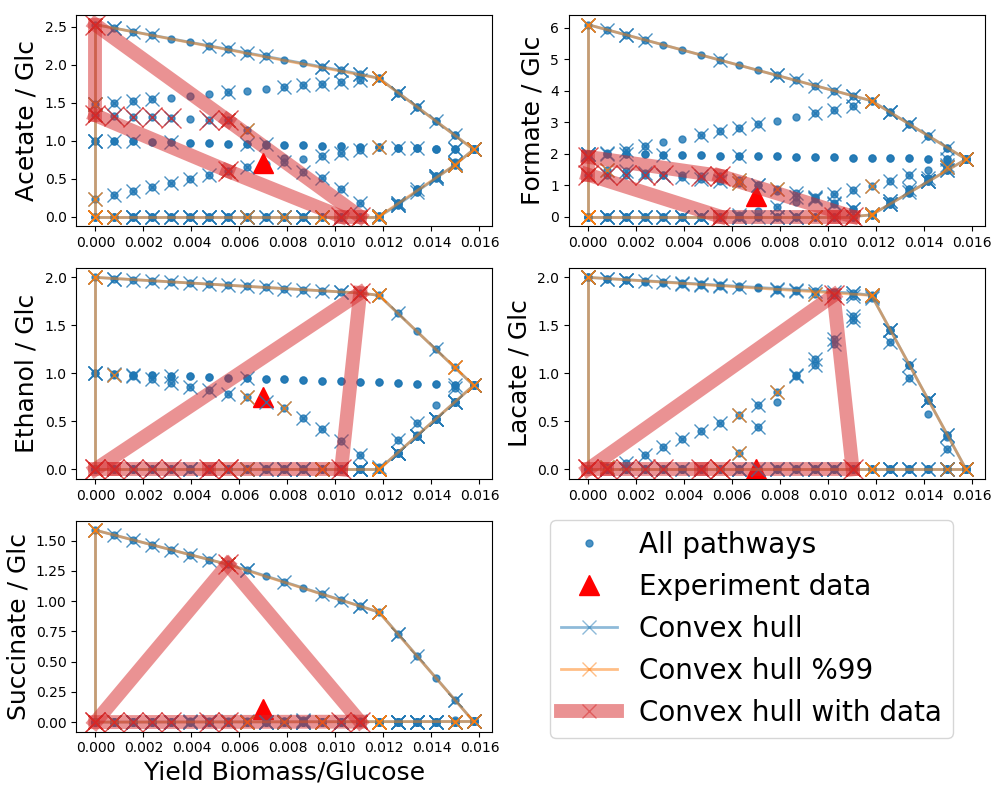 Acetate / Glc
2.5
2.0
1.5
1.0
0.5
0.0
0.000 0.002 0.004 0.006 0.008 0.010 0.012 0.014 0.016
Formate / Glc
6
5
4
3
2
1
0
0.000 0.002 0.004 0.006 0.008 0.010 0.012 0.014 0.016
Ethanol / Glc
2.0
1.5
1.0
0.5
0.0
0.000 0.002 0.004 0.006 0.008 0.010 0.012 0.014 0.016
Lacate / Glc
2.0
1.5
1.0
0.5
0.0
0.000 0.002 0.004 0.006 0.008 0.010 0.012 0.014 0.016
Succinate / Glc
1.50
1.25
1.00
0.75
0.50
0.25
0.00
0.000 0.002 0.004 0.006 0.008 0.010 0.012 0.014 0.016
Yield Biomass/Glucose
All pathways
Experiment data
Convex hull
Convex hull %99
Convex hull with data